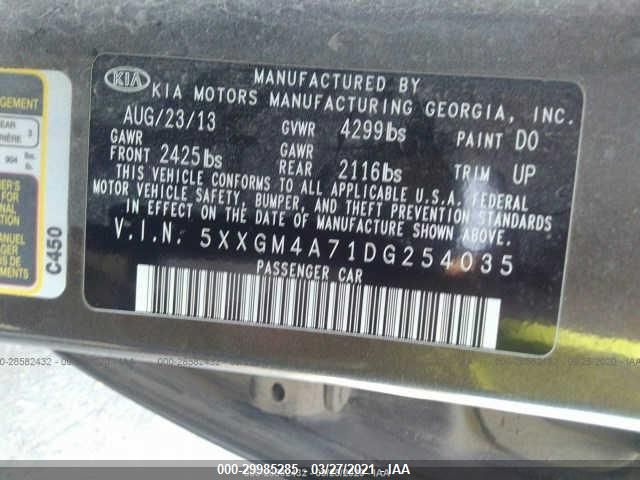 KIA
MANUFACTURED BY
KIA MOTORS MANUFACTURING GEORGIA, INC.
AUG/23/13 GVWR 4299lbs PAINT DO
GAWR GAWR
FRONT 2425lbs REAR 2116lbs TRIM UP
THIS VEHICLE CONFORMS TO ALL APPLICABLE U.S.A. FEDERAL
MOTOR VEHICLE SAFETY, BUMPER, AND THEFT PREVENTION STANDARDS
IN EFFECT ON THE DATE OF MANUFACTURE SHOWN ABOVE.
V.I.N. 5XXGM4A71DG254035
PASSENGER CAR
C450
000-29985285 - 03/27/2021 - IAA